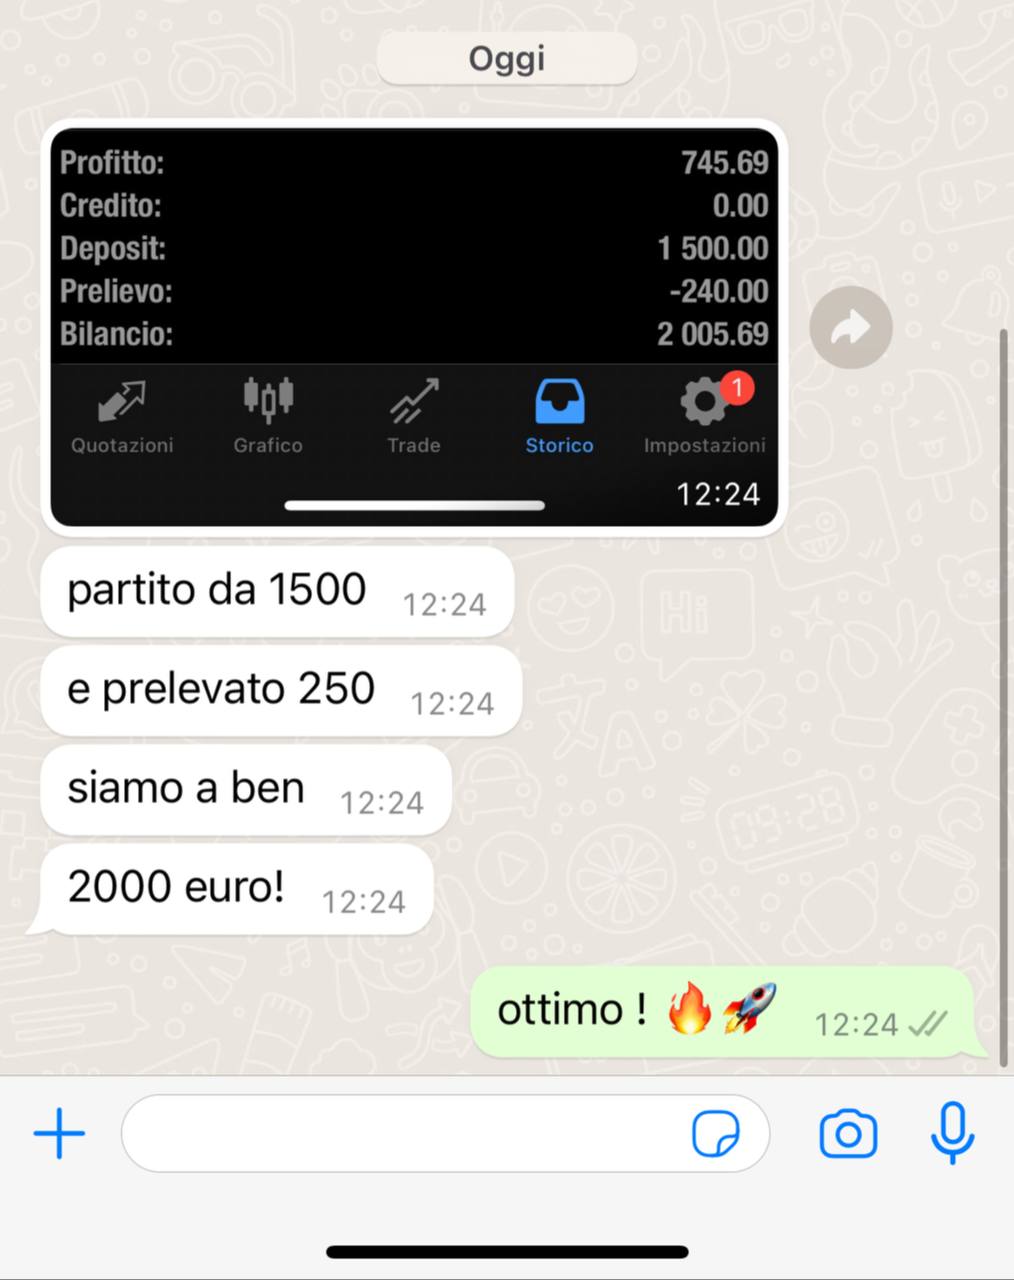 Oggi
Profitto: 745.69
Credito: 0.00
Deposit: 1 500.00
Prelievo: -240.00
Bilancio: 2 005.69
Quotazioni Grafico Trade Storico Impostazioni 1
12:24
partito da 1500 12:24
e prelevato 250 12:24
siamo a ben 12:24
2000 euro! 12:24
ottimo ! 🔥🚀 12:24